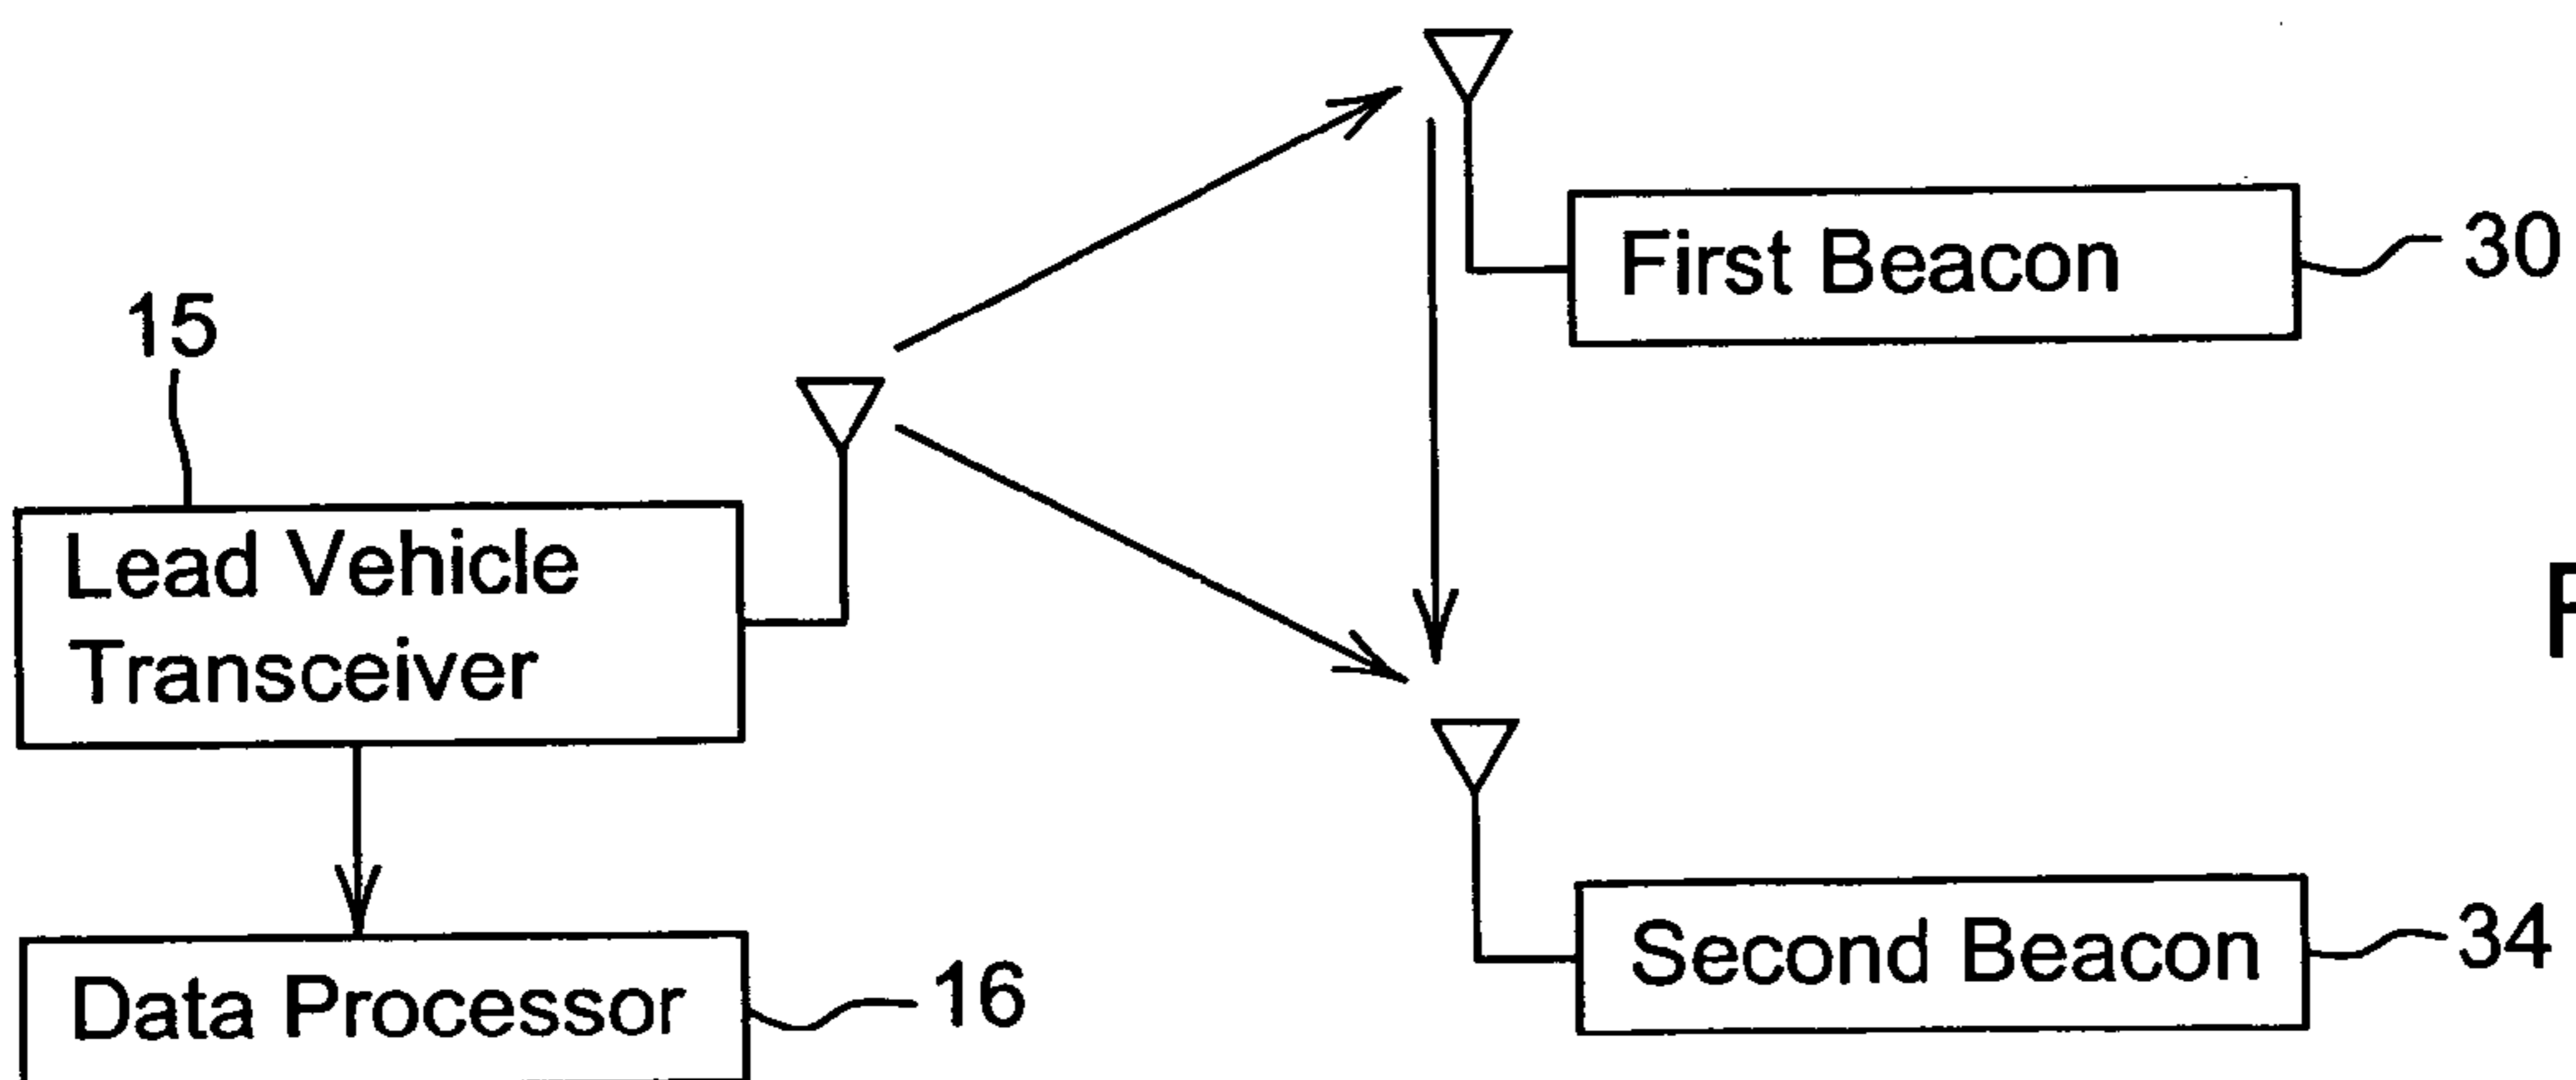 First Beacon
30
15
Lead Vehicle
Transceiver
Second Beacon
34
Data Processor
16